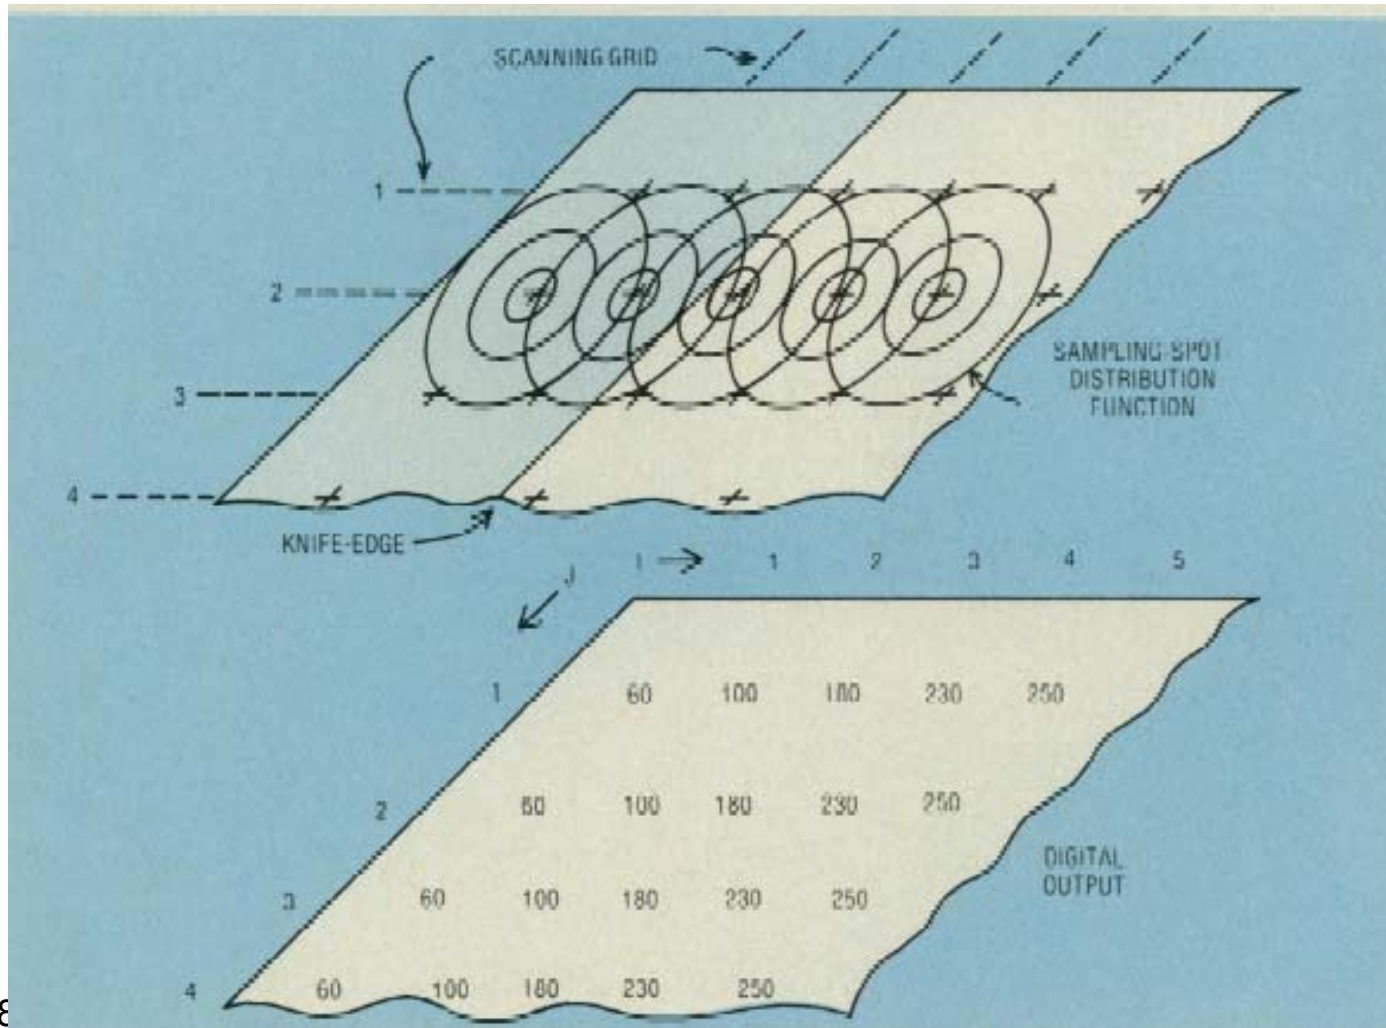 SCANNING GRID
1
2
3
4
SAMPLING SPOT
DISTRIBUTION
FUNCTION
KNIFE-EDGE
J
I
1 2 3 4 5
1 60 100 180 230 250
2 60 100 180 230 250
3 60 100 180 230 250
DIGITAL
OUTPUT
4 60 100 180 230 250
8